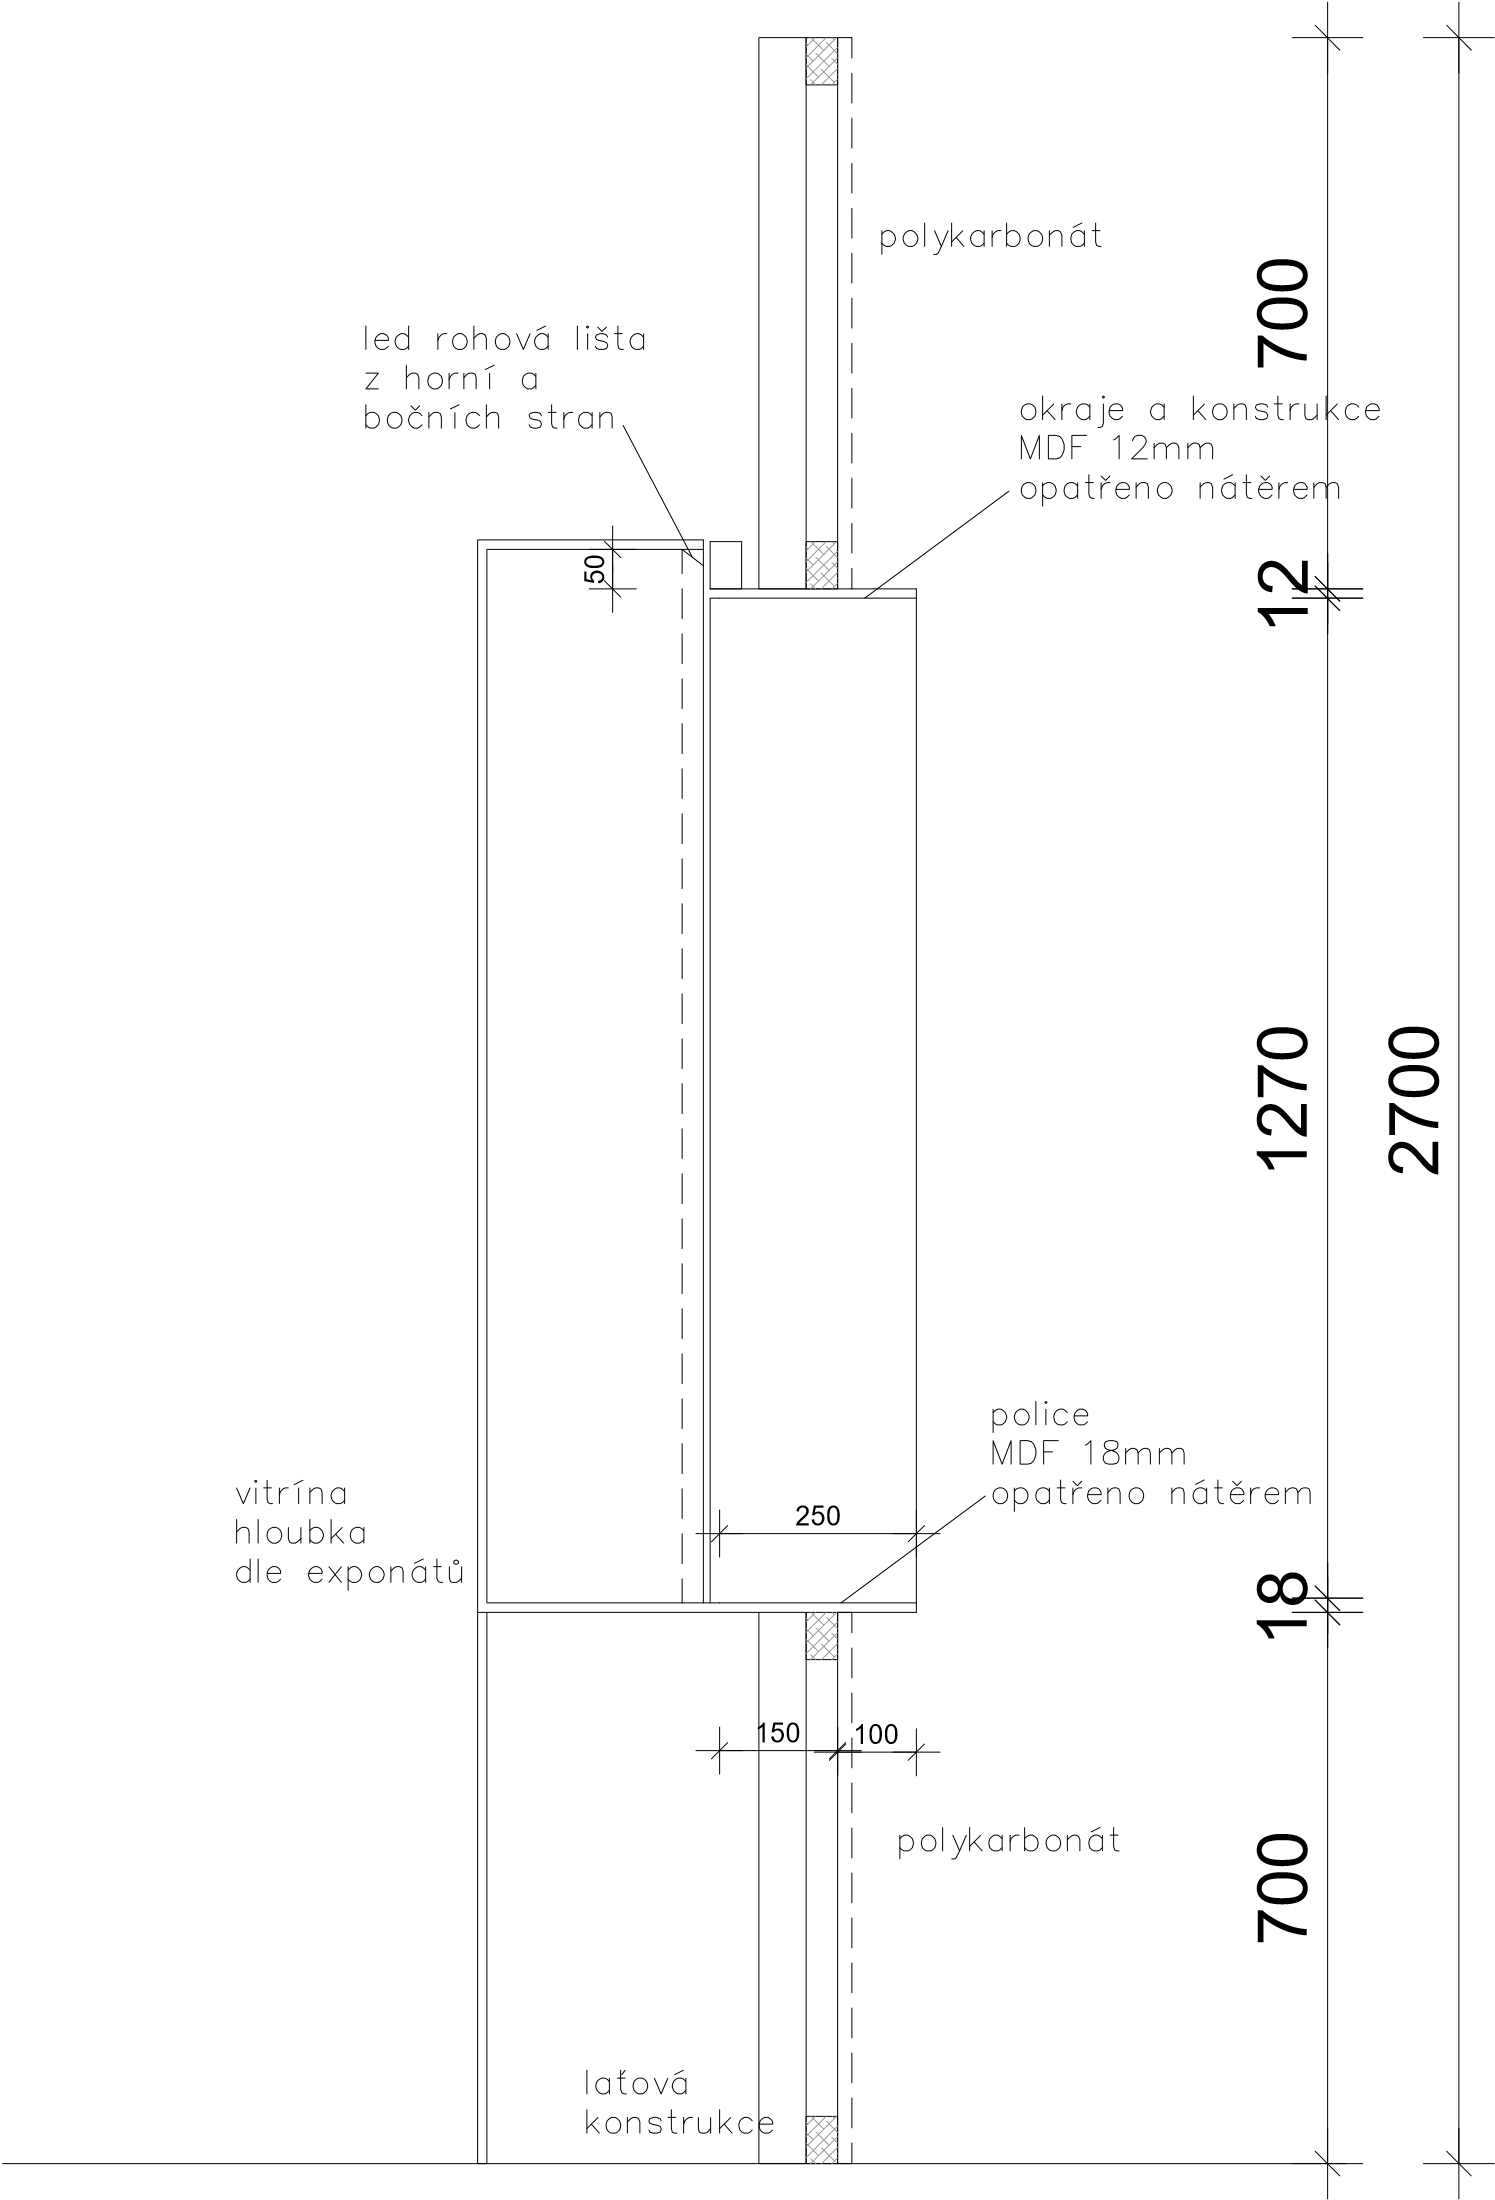 polykarbonát
700
led rohová lišta
z horní a
bočních stran
okraje a konstrukce
MDF 12mm
opatřeno nátěrem
50
12
1270
2700
police
MDF 18mm
opatřeno nátěrem
vitrína
hloubka
dle exponátů
250
18
150
100
polykarbonát
700
laťová
konstrukce